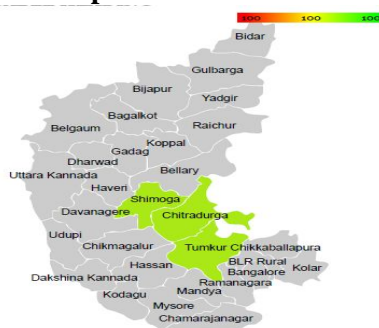 100 100 100
Bidar
Gulbarga
Bijapur
Yadgir
Bagalkot
Raichur
Belgaum
Koppal
Gadag
Dharwad
Bellary
Uttara Kannada
Haveri
Shimoga
Davanagere
Chitradurga
Udupi
Tumkur Chikkaballapura
Chikmagalur
BLR Rural
Hassan
Bangalore
Kolar
Dakshina Kannada
Ramanagara
Mandya
Kodagu
Mysore
Chamarajanagar